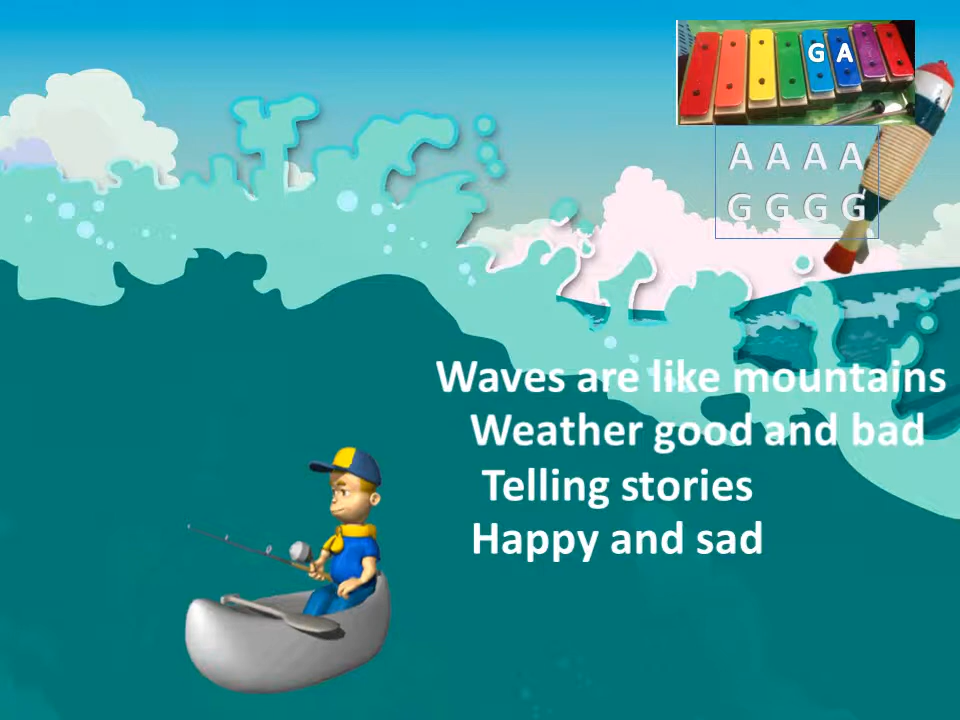 G A
A A A A
G G G G
Waves are like mountains
Weather good and bad
Telling stories
Happy and sad